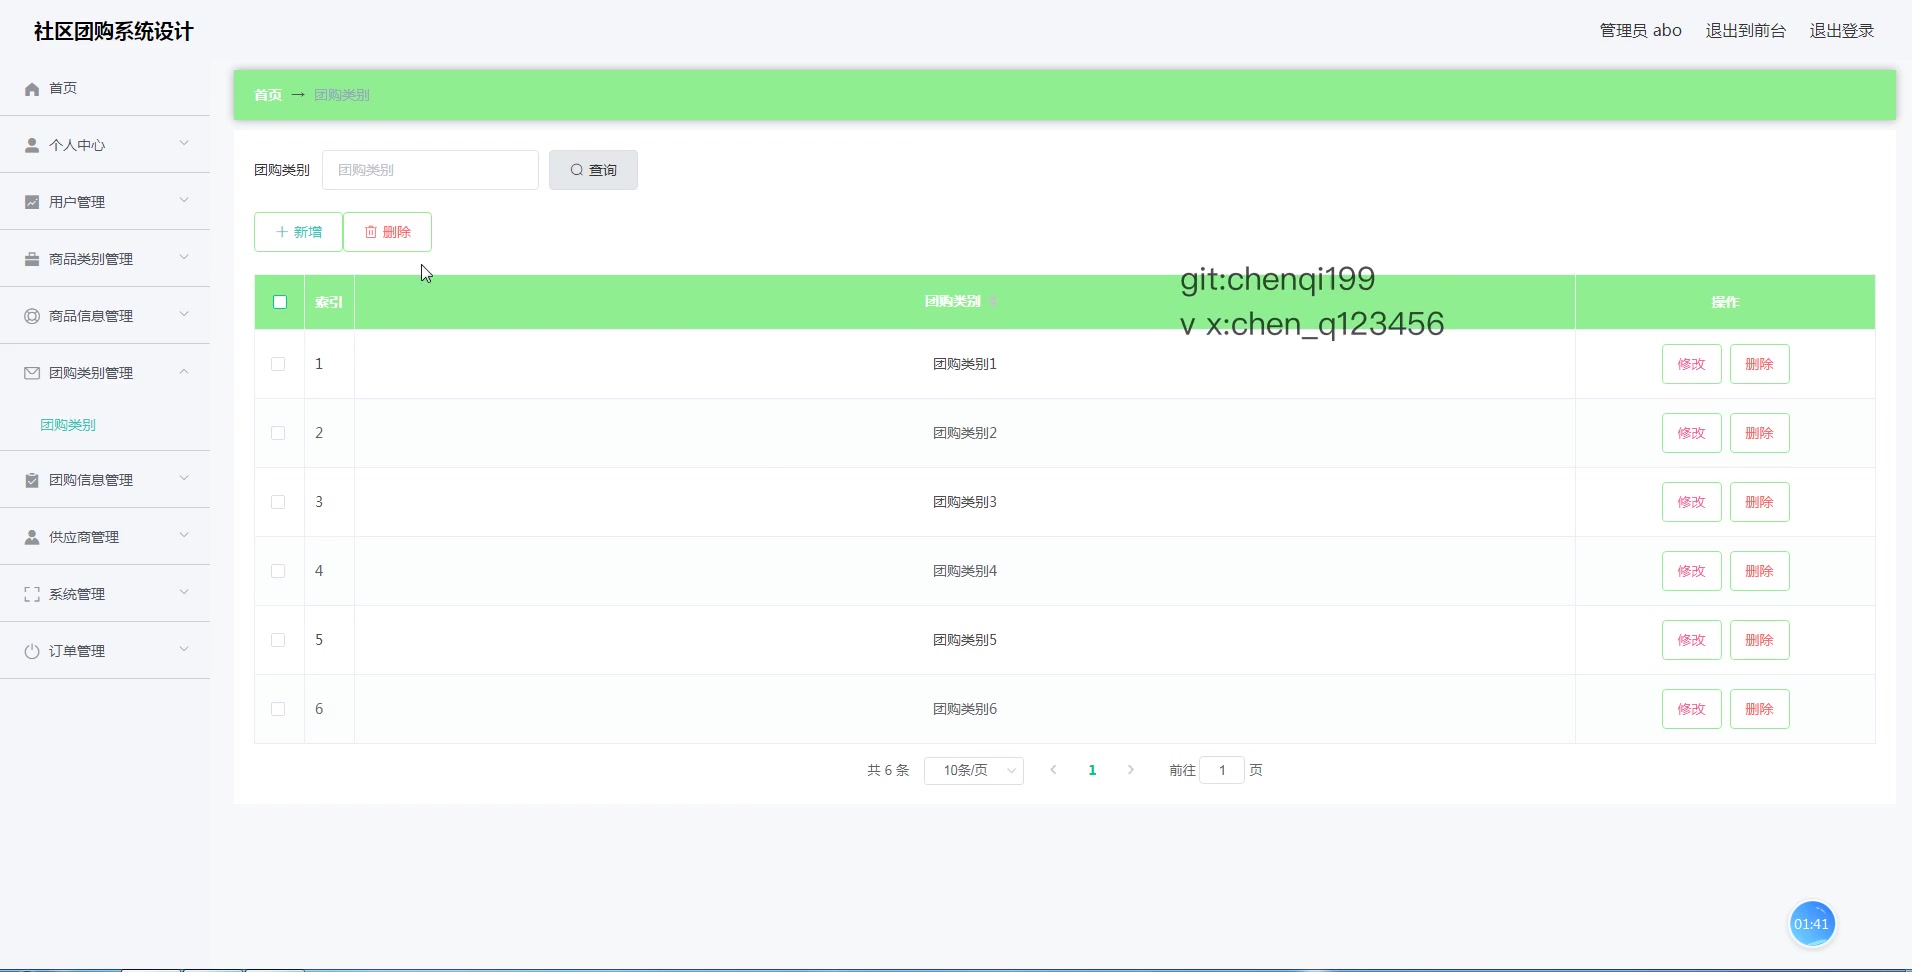 社区团购系统设计
管理员 abo 退出到前台 退出登录
首页
个人中心
用户管理
商品类别管理
商品信息管理
团购类别管理
团购类别
团购信息管理
供应商管理
系统管理
订单管理
首页 → 团购类别
团购类别 团购类别 查询
新增 删除
索引 团购类别 操作
git:chenqi199
v x:chen_q123456
1 团购类别1 修改 删除
2 团购类别2 修改 删除
3 团购类别3 修改 删除
4 团购类别4 修改 删除
5 团购类别5 修改 删除
6 团购类别6 修改 删除
共 6 条 10条/页 1 前往 1 页
01:41